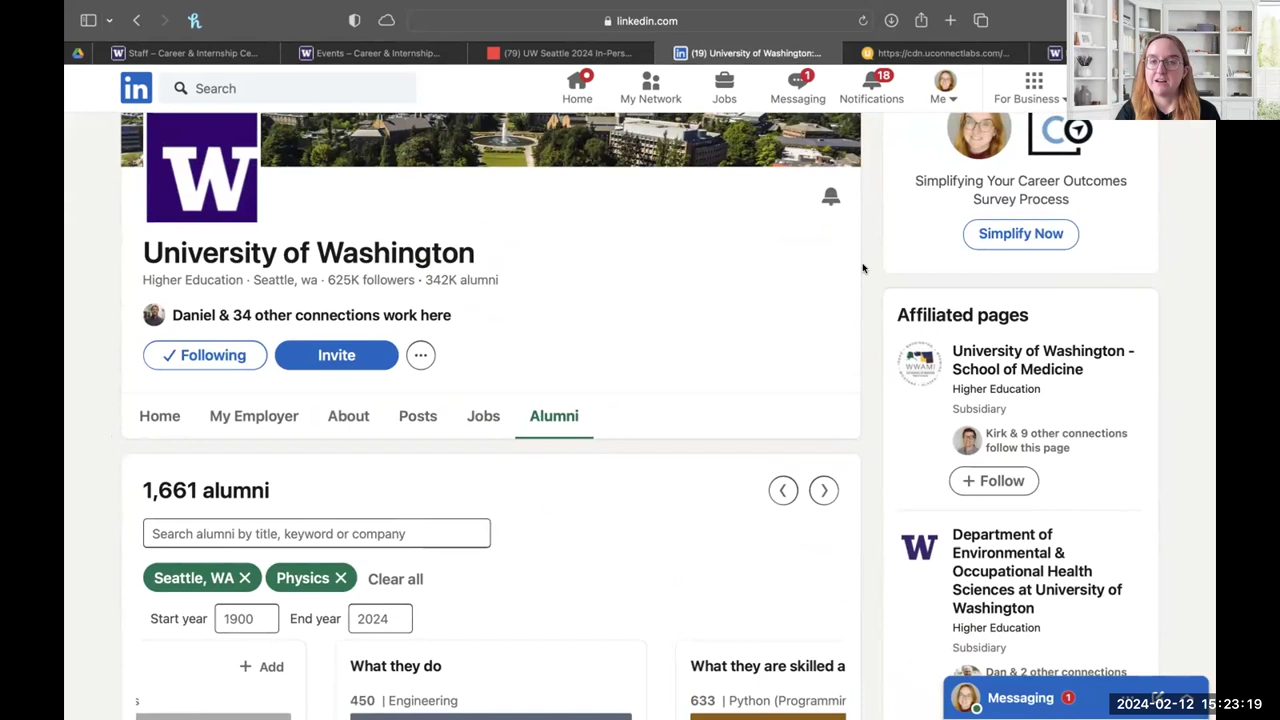 linkedin.com
Staff – Career & Internship Ce...
Events – Career & Internship...
(79) UW Seattle 2024 In-Pers...
(19) University of Washington:...
https://cdn.uconnectlabs.com/...
in
Search
Home
My Network
Jobs
1
Messaging
18
Notifications
Me
For Business
W
University of Washington
Higher Education · Seattle, wa · 625K followers · 342K alumni
Daniel & 34 other connections work here
✓ Following
Invite
...
Home
My Employer
About
Posts
Jobs
Alumni
1,661 alumni
Search alumni by title, keyword or company
Seattle, WA ✕
Physics ✕
Clear all
Start year
1900
End year
2024
+ Add
What they do
450 | Engineering
What they are skilled a
633 | Python (Programmir
Simplifying Your Career Outcomes
Survey Process
Simplify Now
Affiliated pages
WWAMI
University of Washington -
School of Medicine
Higher Education
Subsidiary
Kirk & 9 other connections
follow this page
+ Follow
W
Department of
Environmental &
Occupational Health
Sciences at University of
Washington
Higher Education
Subsidiary
Dan & 2 other connections
Messaging 1
2024-02-12 15:23:19